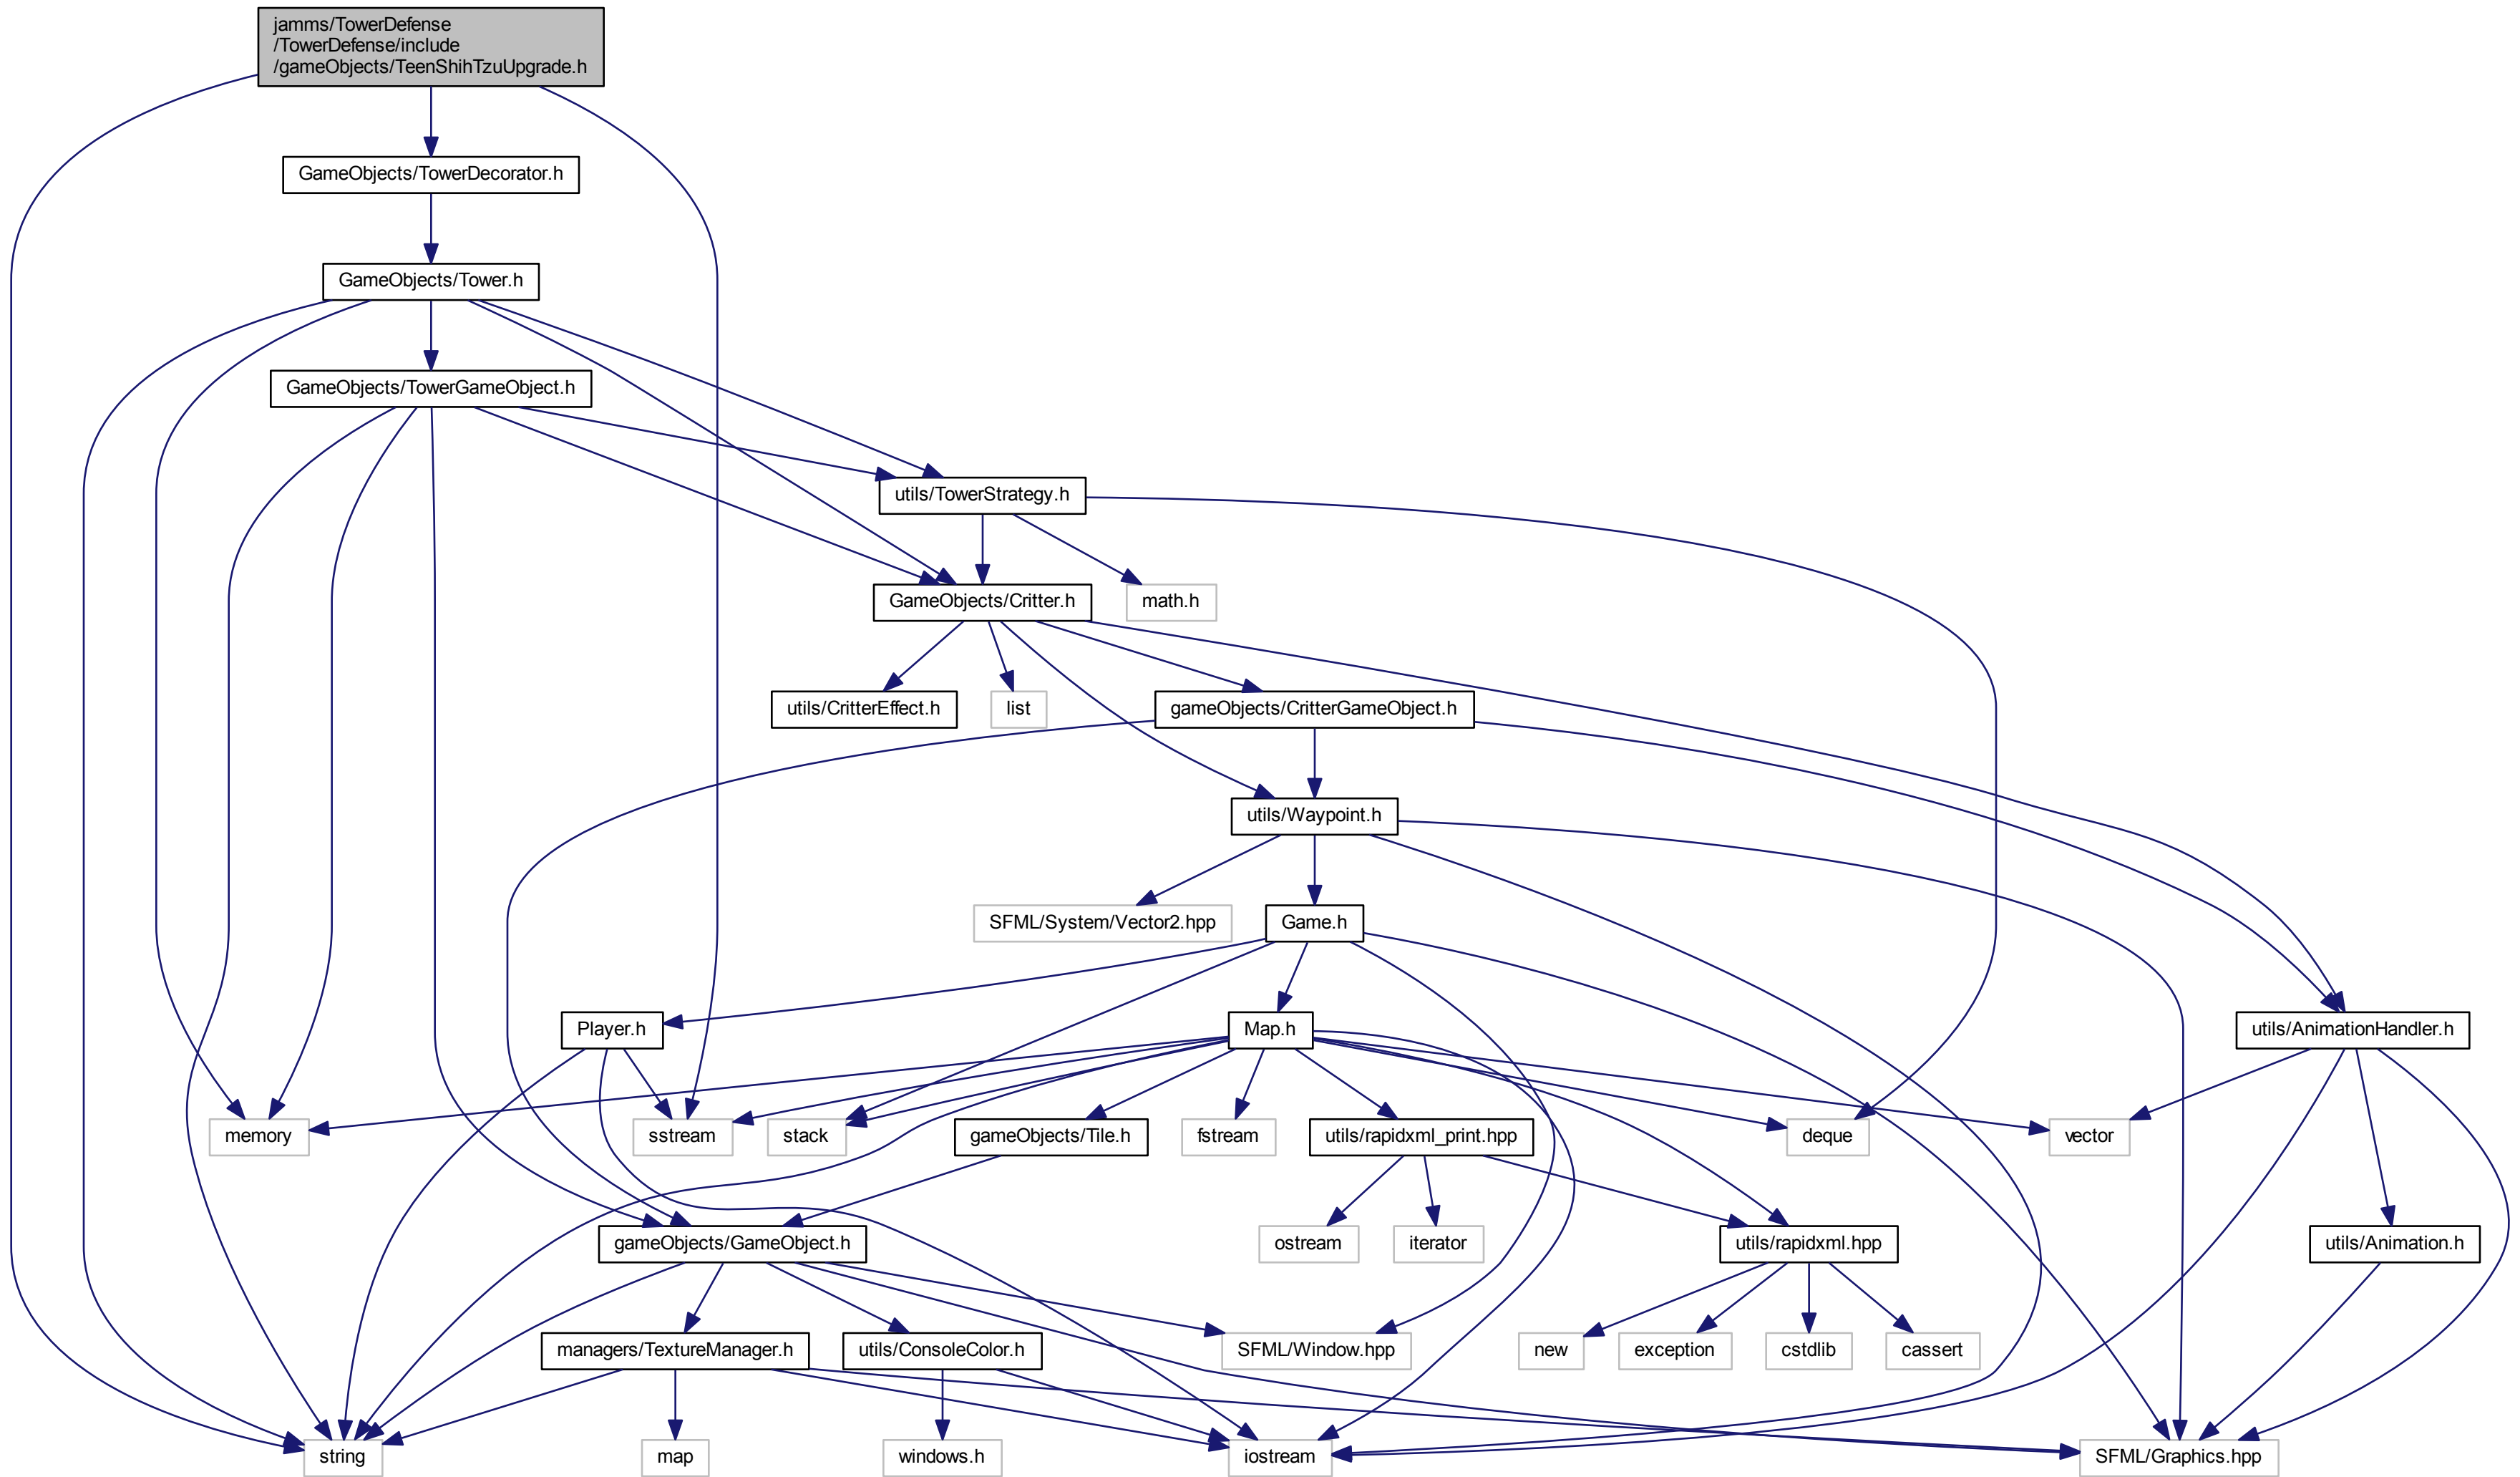 jamms/TowerDefense
/TowerDefense/include
/gameObjects/TeenShihTzuUpgrade.h
GameObjects/TowerDecorator.h
GameObjects/Tower.h
GameObjects/TowerGameObject.h
utils/TowerStrategy.h
GameObjects/Critter.h
math.h
utils/CritterEffect.h
list
gameObjects/CritterGameObject.h
utils/Waypoint.h
SFML/System/Vector2.hpp
Game.h
Player.h
Map.h
utils/AnimationHandler.h
memory
sstream
stack
gameObjects/Tile.h
fstream
utils/rapidxml_print.hpp
deque
vector
gameObjects/GameObject.h
ostream
iterator
utils/rapidxml.hpp
utils/Animation.h
managers/TextureManager.h
utils/ConsoleColor.h
SFML/Window.hpp
new
exception
cstdlib
cassert
string
map
windows.h
iostream
SFML/Graphics.hpp